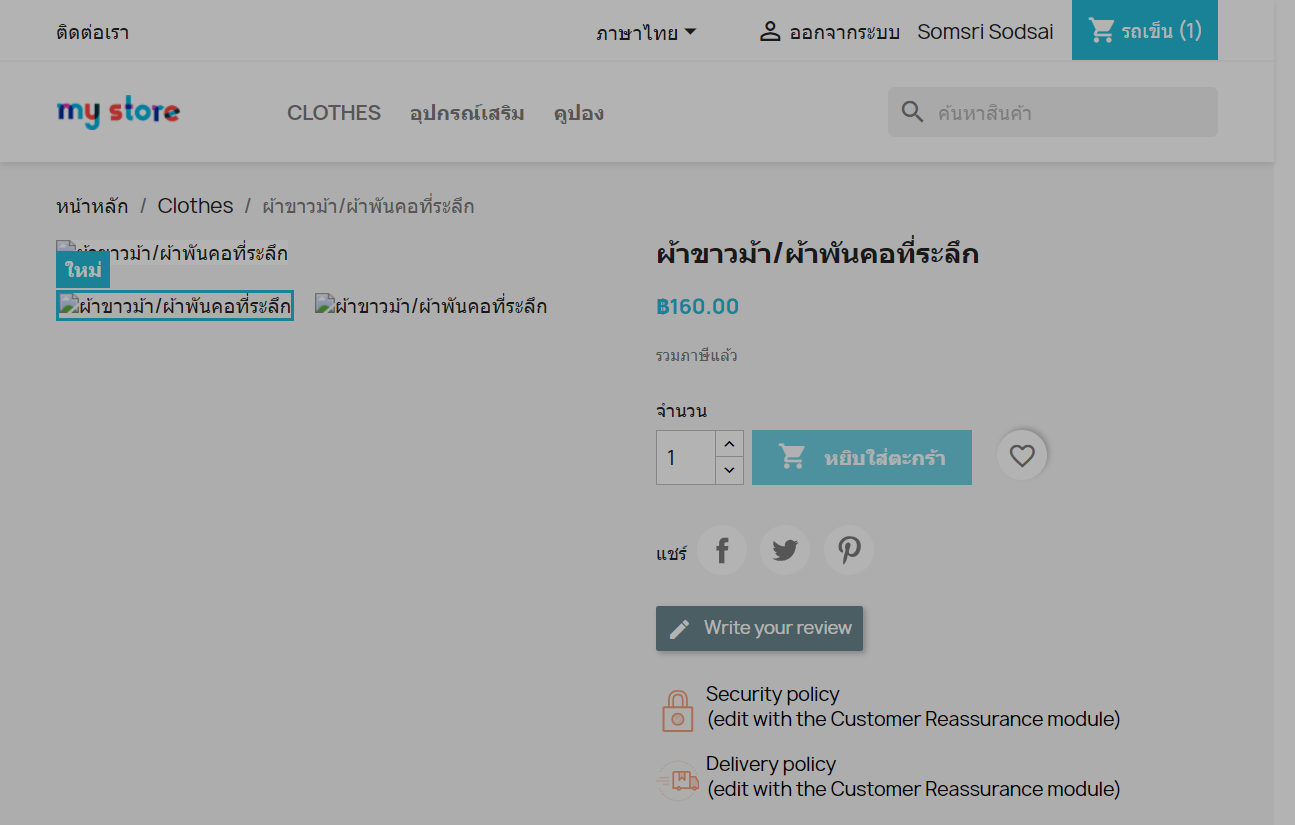 ติดต่อเรา ภาษาไทย ออกจากระบบ Somsri Sodsai รถเข็น (1)
my store CLOTHES อุปกรณ์เสริม คูปอง ค้นหาสินค้า
หน้าหลัก / Clothes / ผ้าขาวม้า/ผ้าพันคอที่ระลึก
ผ้าขาวม้า/ผ้าพันคอที่ระลึก
ใหม่
ผ้าขาวม้า/ผ้าพันคอที่ระลึก ผ้าขาวม้า/ผ้าพันคอที่ระลึก
ผ้าขาวม้า/ผ้าพันคอที่ระลึก
฿160.00
รวมภาษีแล้ว
จำนวน
1 หยิบใส่ตะกร้า
แชร์
Write your review
Security policy
(edit with the Customer Reassurance module)
Delivery policy
(edit with the Customer Reassurance module)